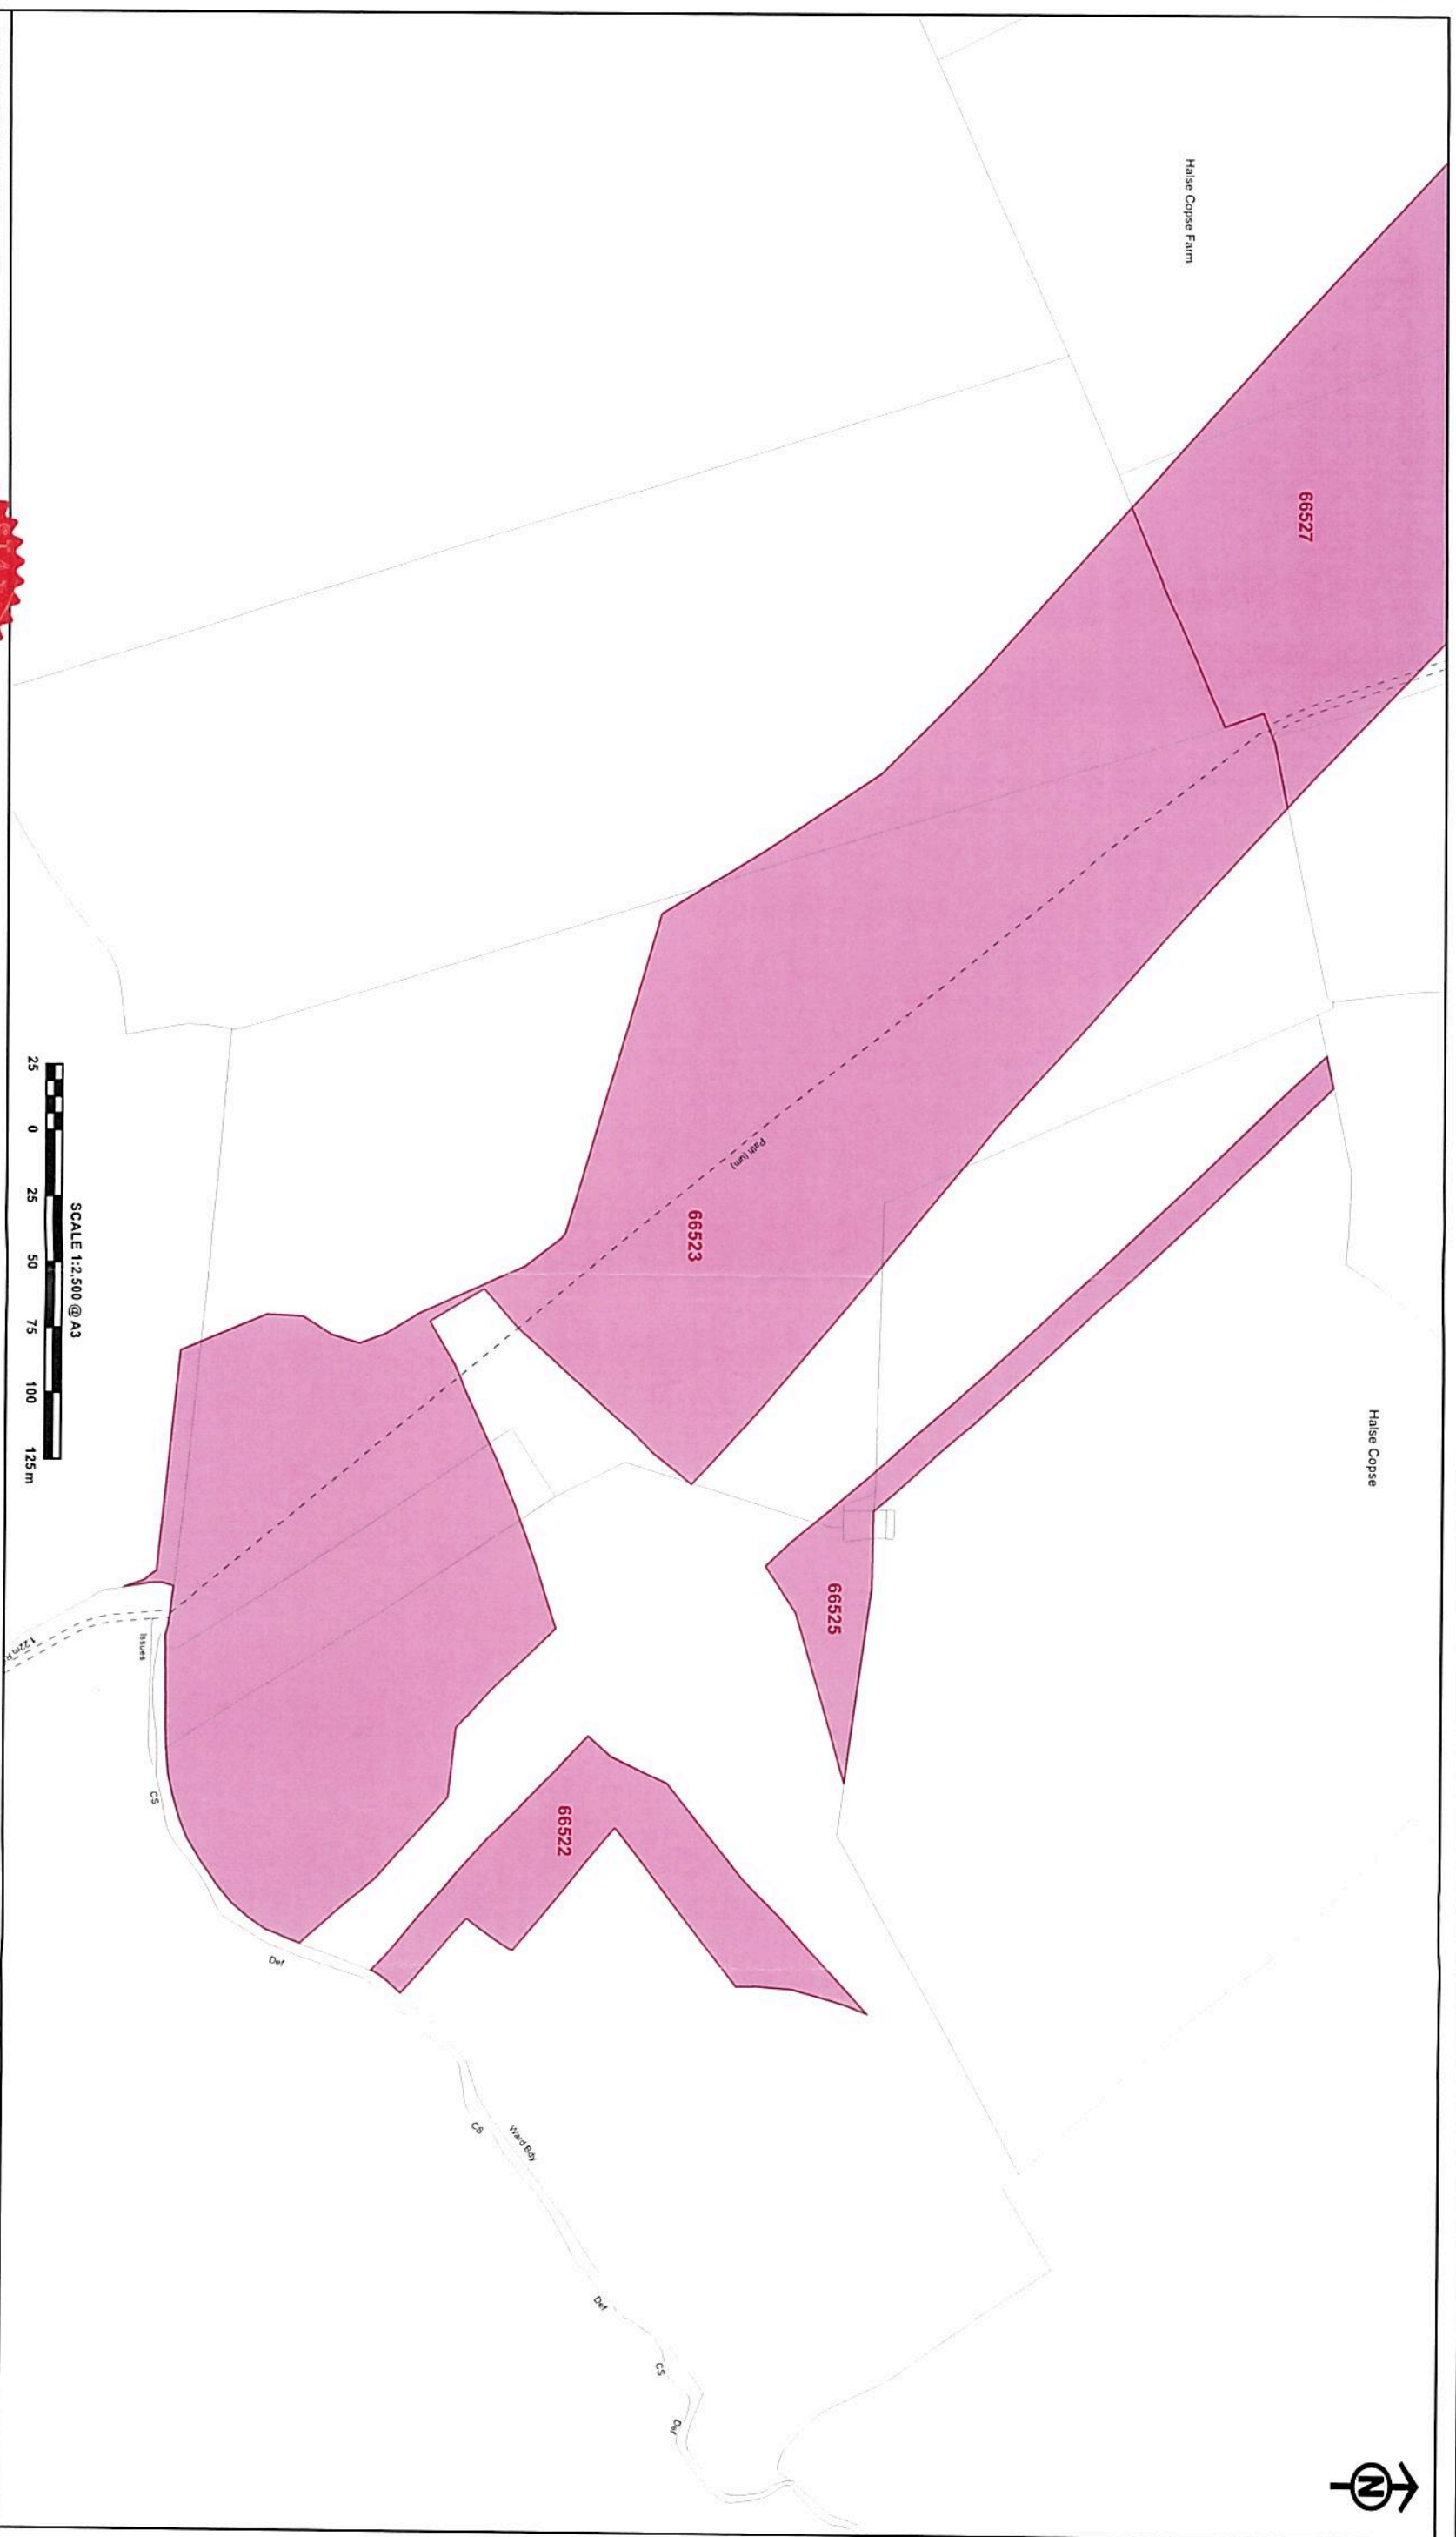 Halse Copse Farm
66527
Halse Copse
Path (um)
66523
66525
66522
Issues
CS
Def
CS
Ward Bdy
Def
CS
Def
SCALE 1:2,500 @ A3
25 0 25 50 75 100 125 m
N